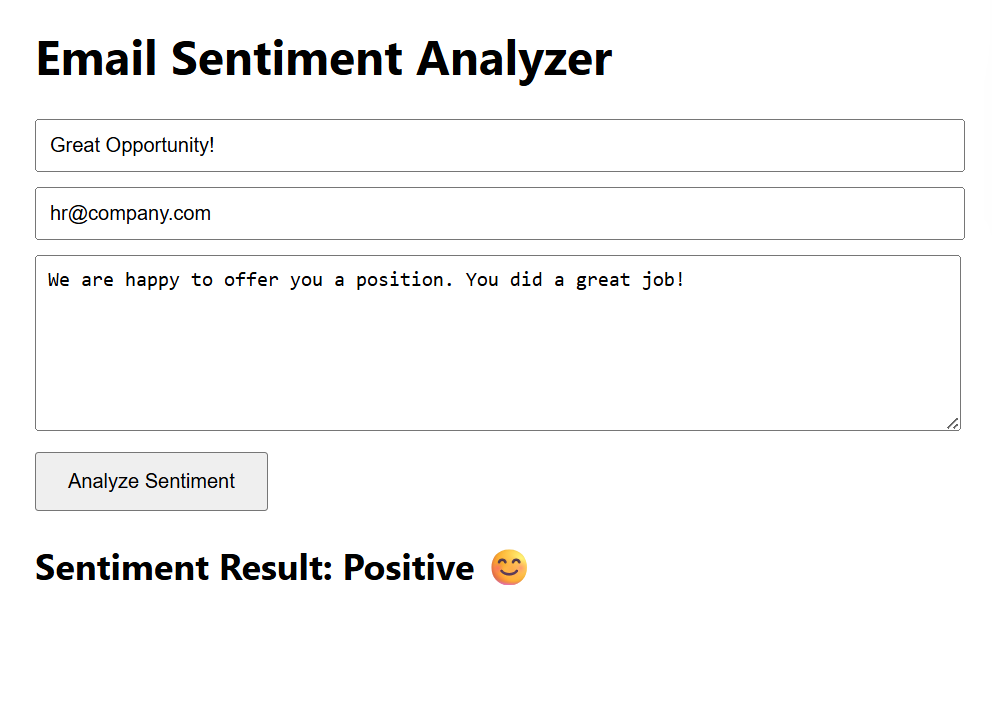 Email Sentiment Analyzer
Great Opportunity!
hr@company.com
We are happy to offer you a position. You did a great job!
Analyze Sentiment
Sentiment Result: Positive 😊